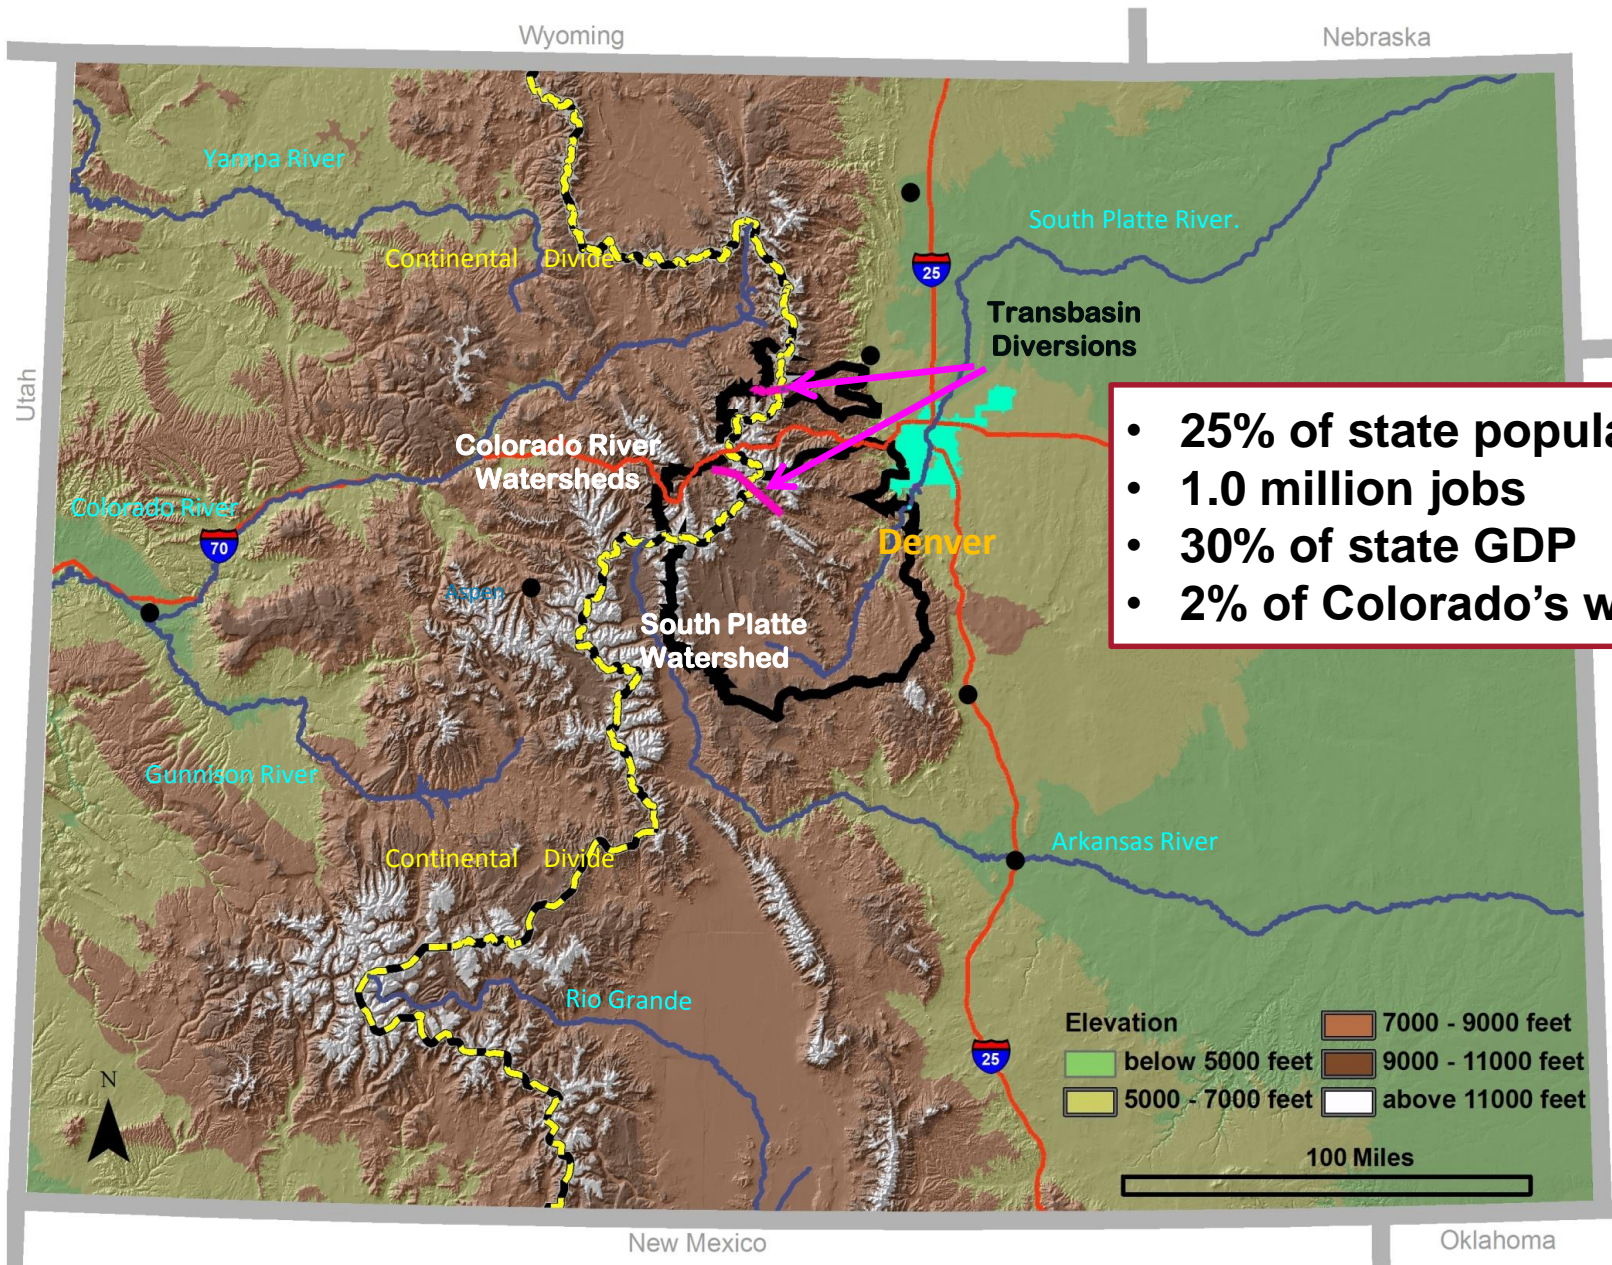 Wyoming
Nebraska
Yampa River
South Platte River.
Continental Divide
25
Transbasin
Diversions
Utah
• 25% of state popula
• 1.0 million jobs
• 30% of state GDP
• 2% of Colorado's w
Colorado River
Watersheds
Colorado River
70
Denver
Aspen
South Platte
Watershed
Gunnison River
Arkansas River
Continental Divide
Rio Grande
25
Elevation
below 5000 feet
5000 - 7000 feet
7000 - 9000 feet
9000 - 11000 feet
above 11000 feet
N
100 Miles
New Mexico
Oklahoma